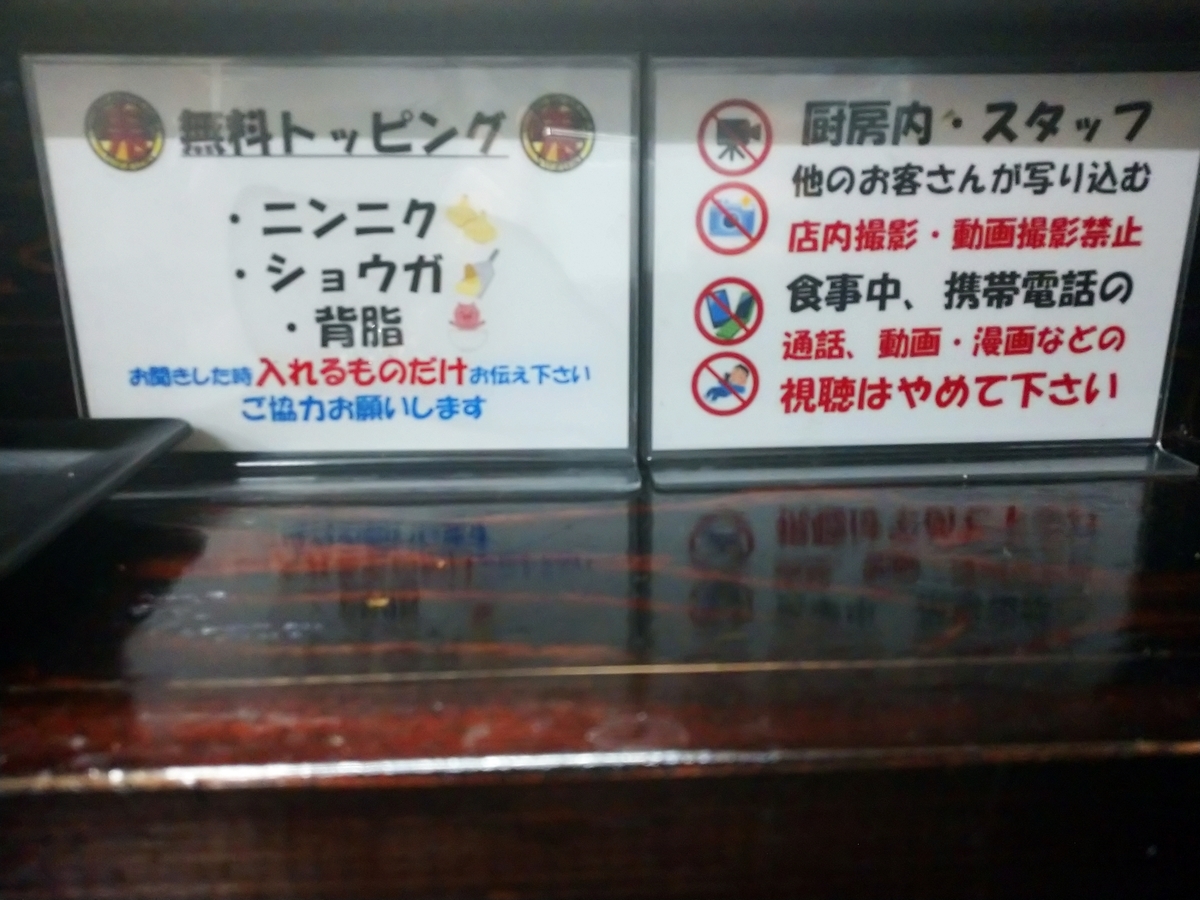 無料トッピング
・ニンニク
・ショウガ
・背脂
お聞きした時入れるものだけお伝え下さい
ご協力お願いします
厨房内・スタッフ
他のお客さんが写り込む
店内撮影・動画撮影禁止
食事中、携帯電話の
通話、動画・漫画などの
視聴はやめて下さい